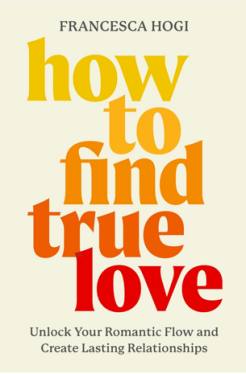 FRANCESCA HOGI
how
to
find
true
love
Unlock Your Romantic Flow and
Create Lasting Relationships